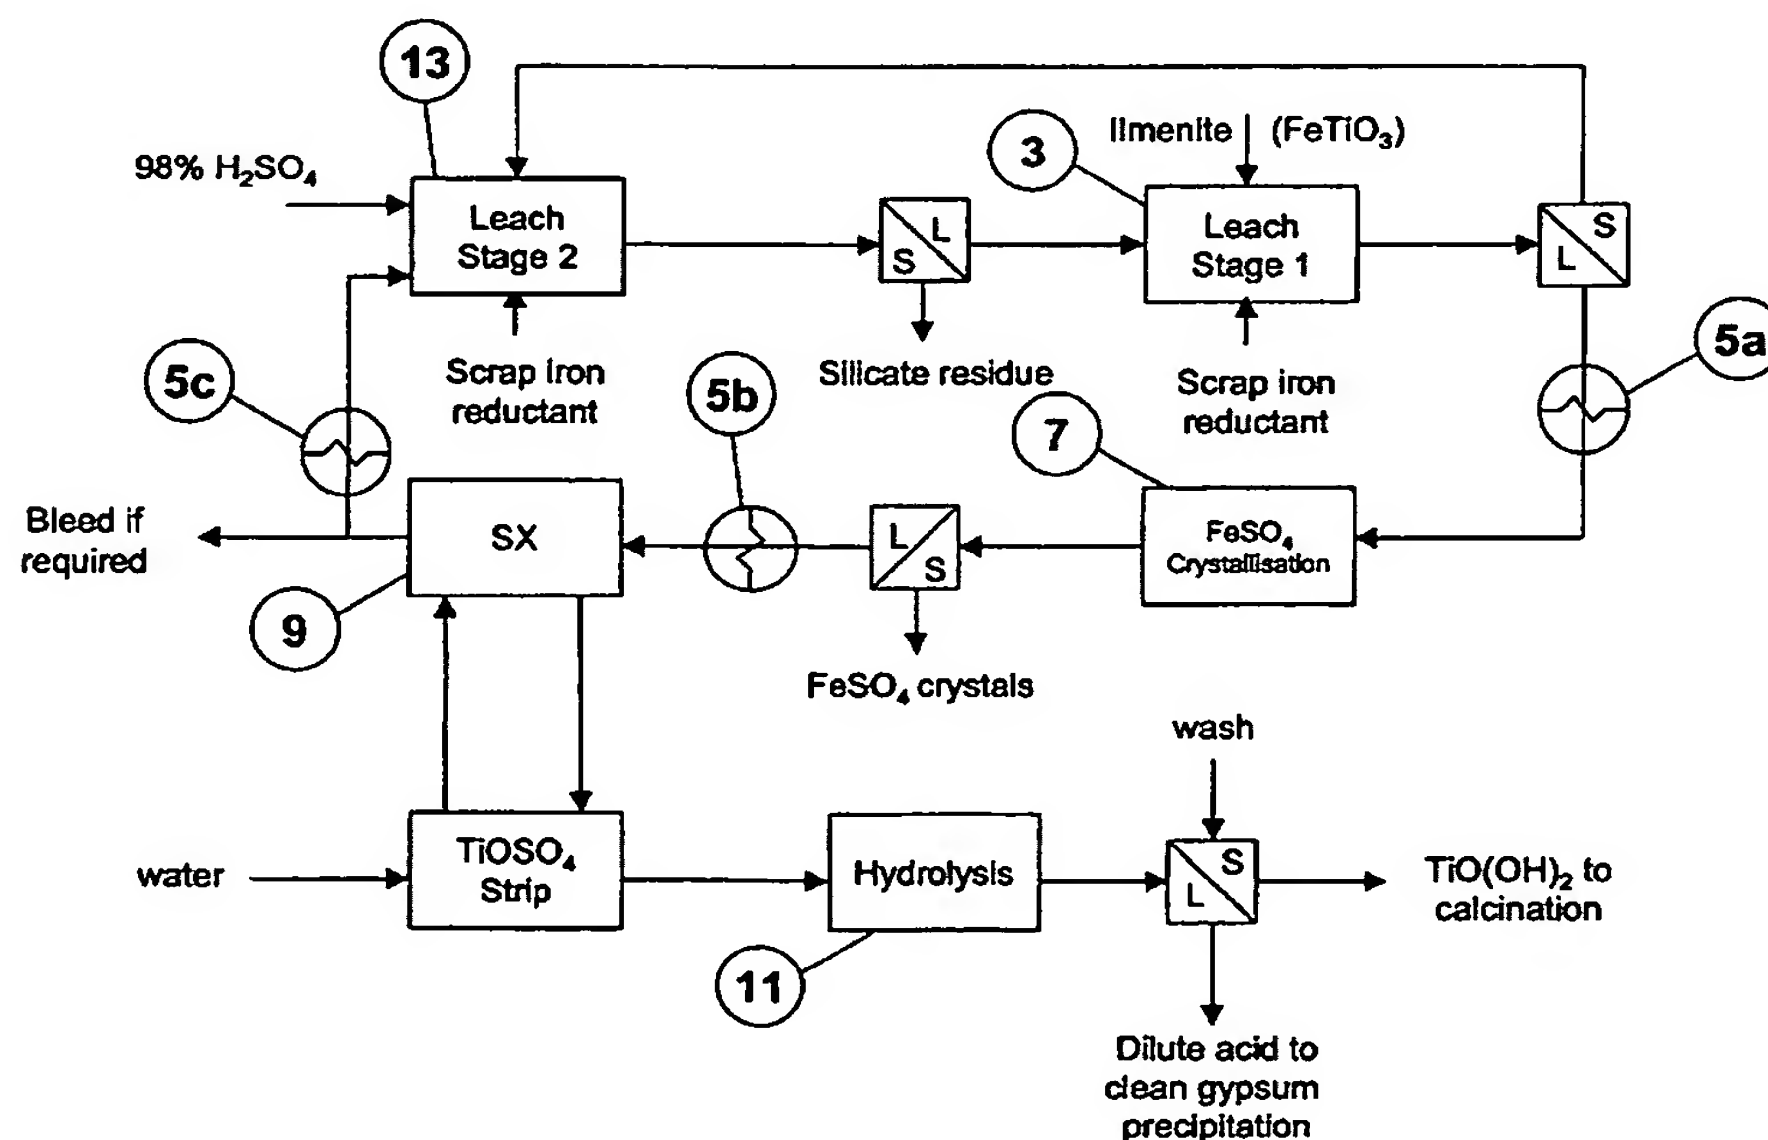 13
98% H₂SO₄
Leach
Stage 2
L
S
3
Ilmenite (FeTiO₃)
Leach
Stage 1
S
L
5a
5c
Scrap iron
reductant
Silicate residue
5b
Scrap iron
reductant
7
Bleed if
required
SX
L
S
FeSO₄
Crystallisation
9
FeSO₄ crystals
wash
water
TiOSO₄
Strip
Hydrolysis
S
L
TiO(OH)₂ to
calcination
11
Dilute acid to
clean gypsum
precipitation